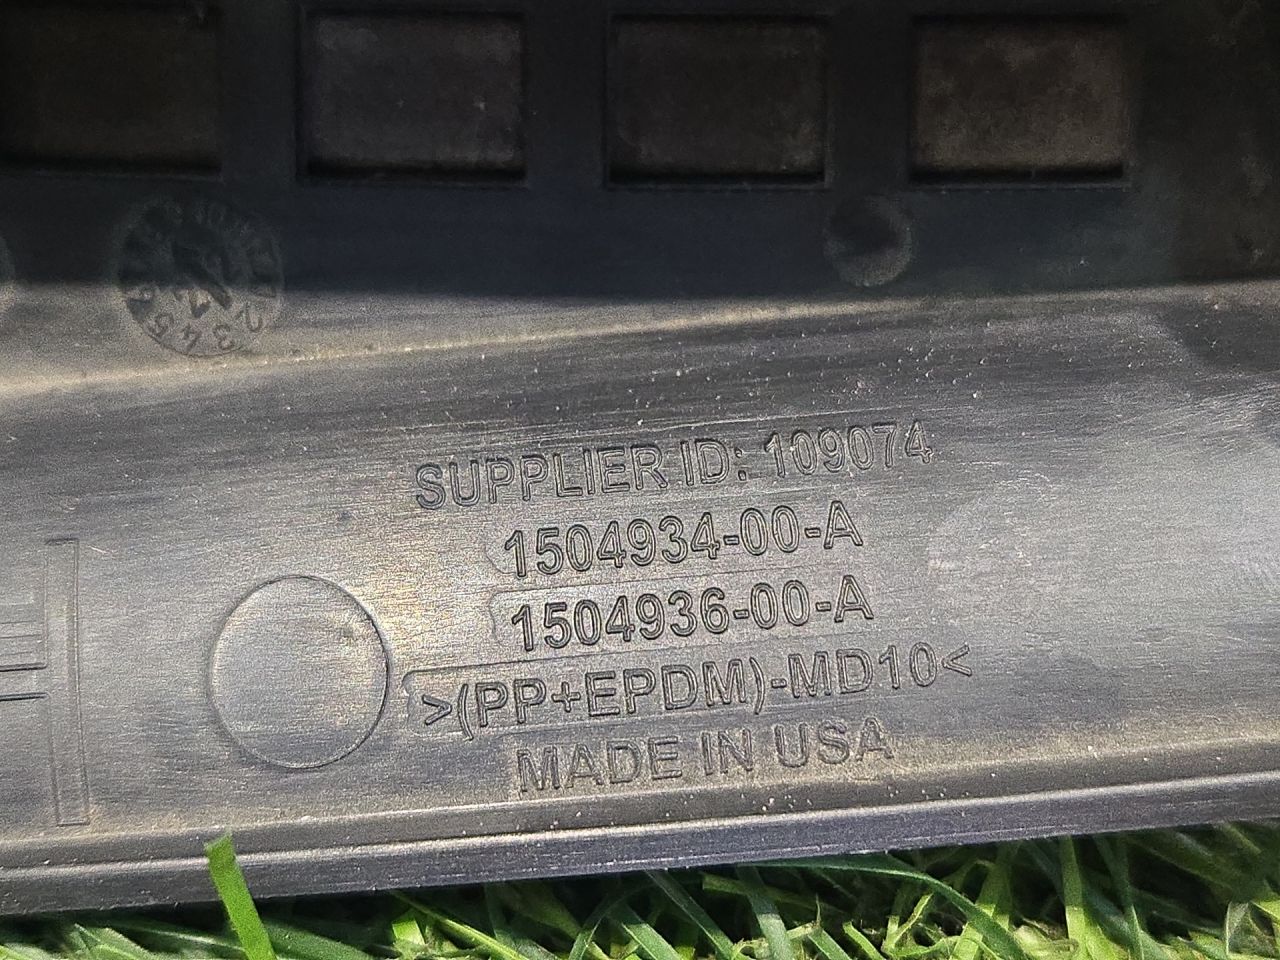 SUPPLIER ID: 109074
1504934-00-A
1504936-00-A
>(PP+EPDM)-MD10<
MADE IN USA